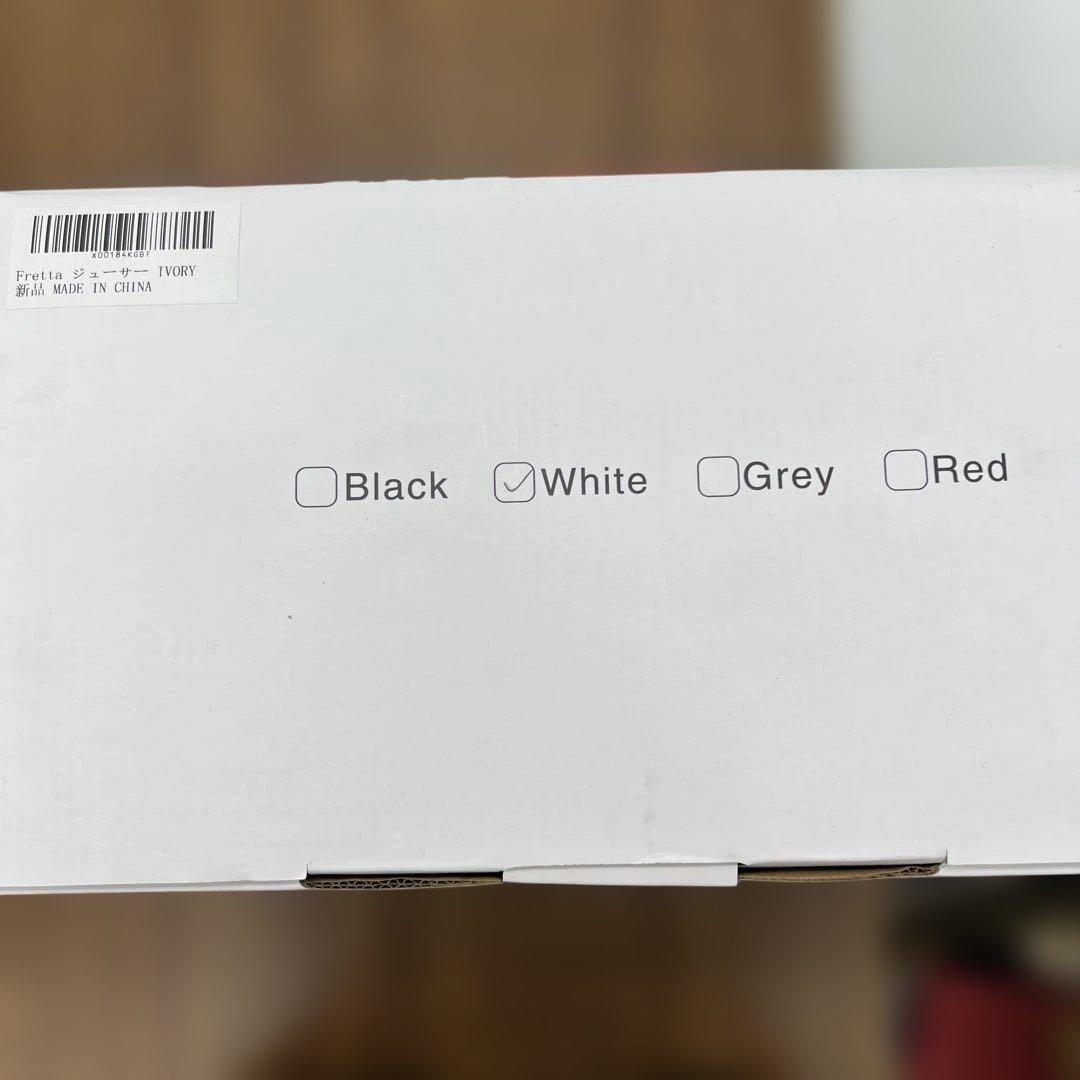 X00184KGBF
Fretta ジューサー IVORY
新品 MADE IN CHINA
Black White Grey Red